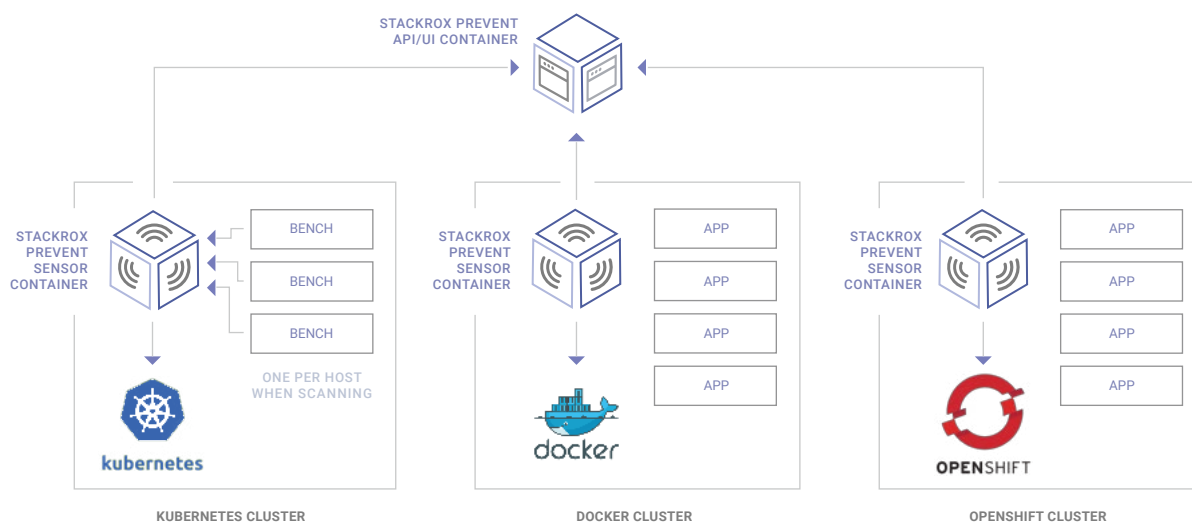 STACKROX PREVENT
API/UI CONTAINER
STACKROX
PREVENT
SENSOR
CONTAINER
BENCH
BENCH
BENCH
ONE PER HOST
WHEN SCANNING
kubernetes
KUBERNETES CLUSTER
STACKROX
PREVENT
SENSOR
CONTAINER
APP
APP
APP
APP
docker
DOCKER CLUSTER
STACKROX
PREVENT
SENSOR
CONTAINER
APP
APP
APP
APP
OPENSHIFT
OPENSHIFT CLUSTER